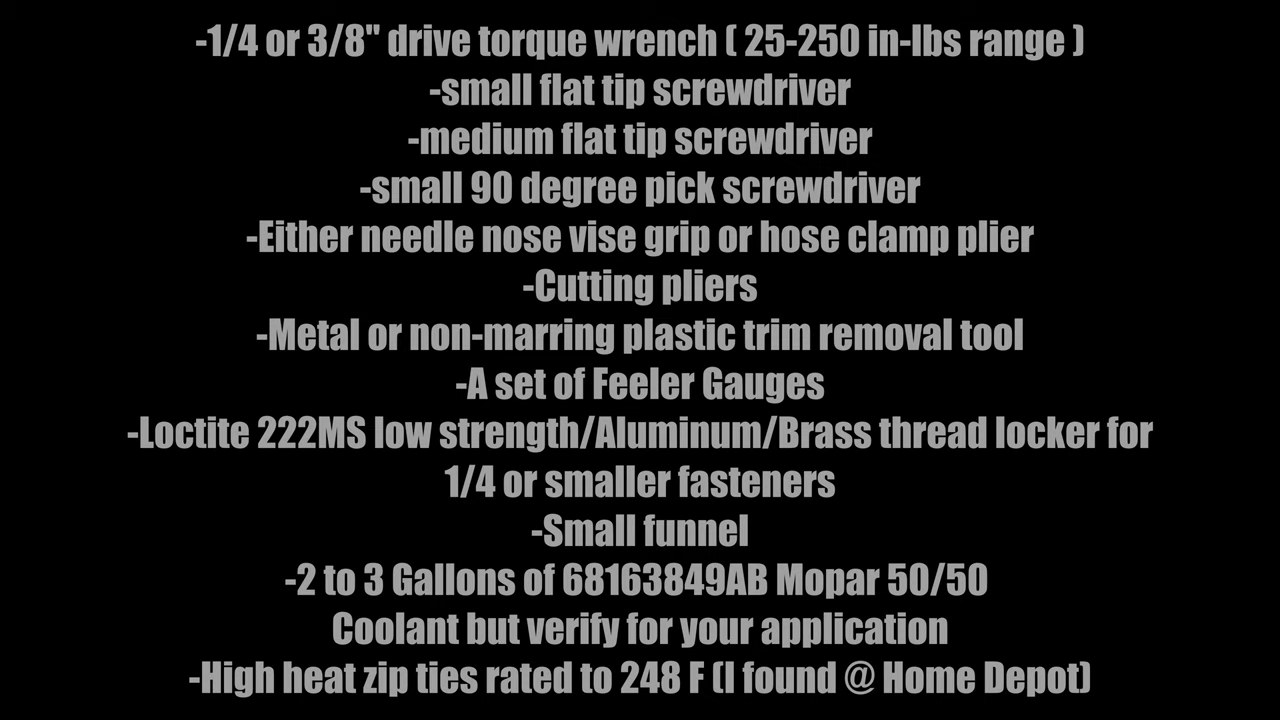 -1/4 or 3/8" drive torque wrench ( 25-250 in-lbs range )
-small flat tip screwdriver
-medium flat tip screwdriver
-small 90 degree pick screwdriver
-Either needle nose vise grip or hose clamp plier
-Cutting pliers
-Metal or non-marring plastic trim removal tool
-A set of Feeler Gauges
-Loctite 222MS low strength/Aluminum/Brass thread locker for
1/4 or smaller fasteners
-Small funnel
-2 to 3 Gallons of 68163849AB Mopar 50/50
Coolant but verify for your application
-High heat zip ties rated to 248 F (I found @ Home Depot)